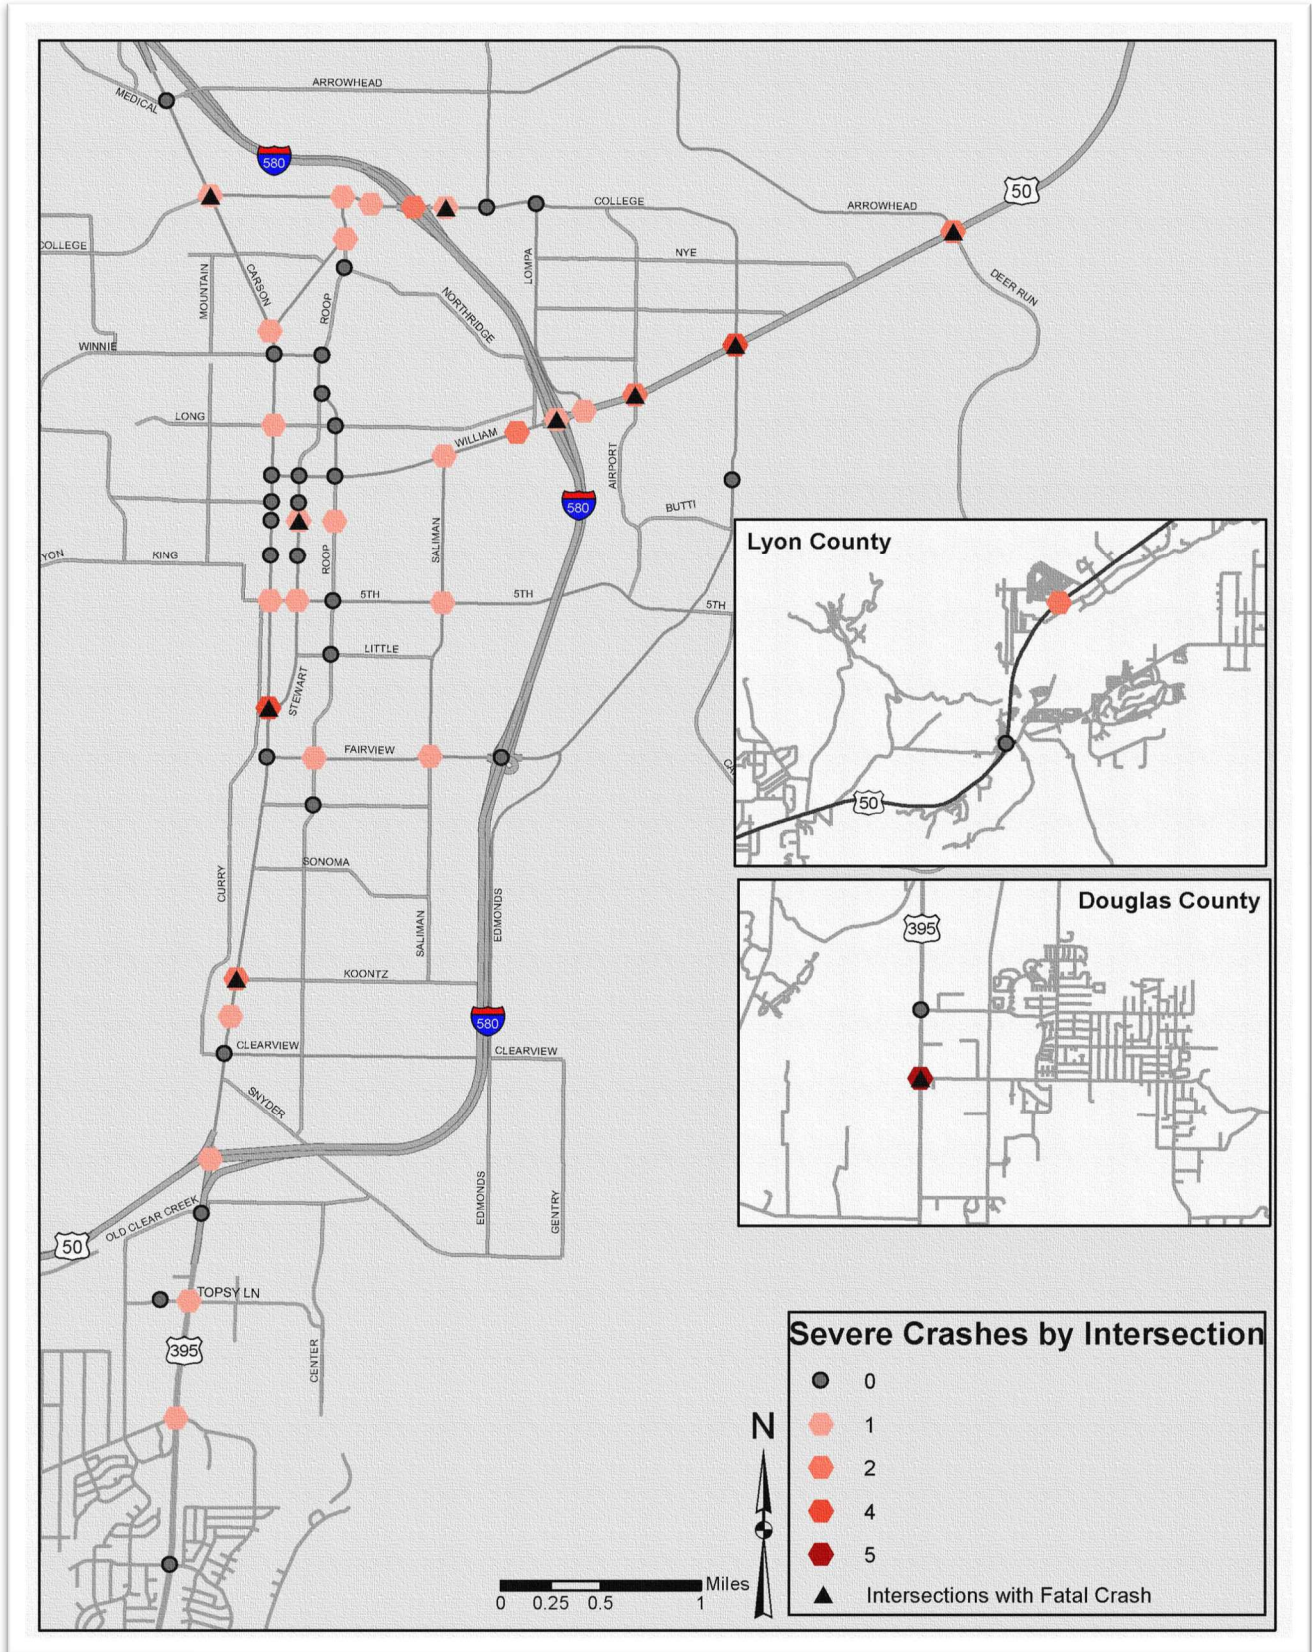 ARROWHEAD
MEDICAL
580
50
COLLEGE
ARROWHEAD
COLLEGE
NYE
LOMPA
DEER RUN
MOUNTAIN
CARSON
ROOP
NORTHRIDGE
WINNIE
LONG
WILLIAM
AIRPORT
580
BUTTI
SALIMAN
KING
YON
ROOP
5TH
5TH
5TH
LITTLE
STEWART
FAIRVIEW
SONOMA
CURRY
SALIMAN
EDMONDS
KOONTZ
580
CLEARVIEW
CLEARVIEW
SNYDER
OLD CLEAR CREEK
50
EDMONDS
GENTRY
TOPSY LN
395
CENTER
Lyon County
50
Douglas County
395
Severe Crashes by Intersection
0
1
2
4
5
Intersections with Fatal Crash
N
Miles
0 0.25 0.5 1